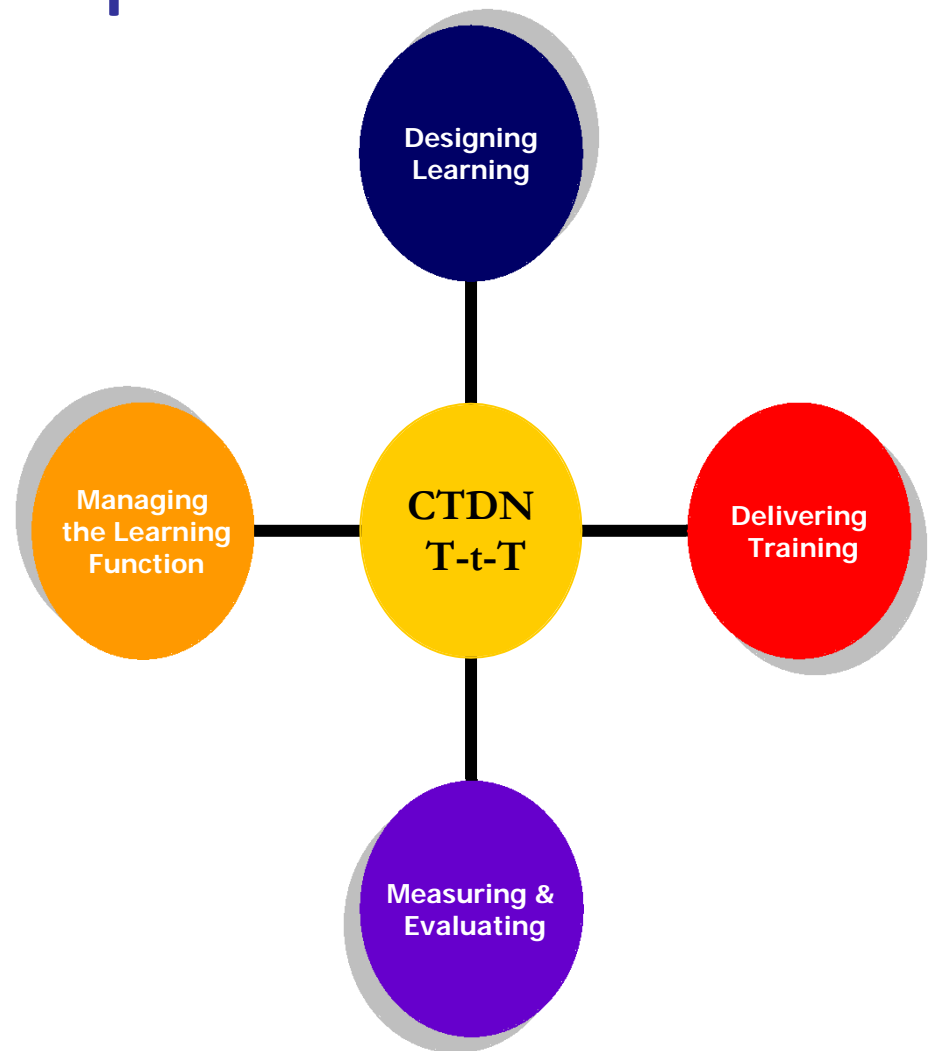 Designing
Learning
Managing
the Learning
Function
CTDN
T-t-T
Delivering
Training
Measuring &
Evaluating